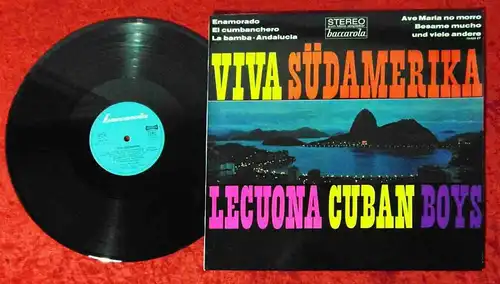 Enamorado
El cumbanchero
La bamba · Andalucia
STEREO
baccarola
Ave Maria no morro
Besame mucho
und viele andere
VIVA SÜDAMERIKA
LECUONA CUBAN BOYS